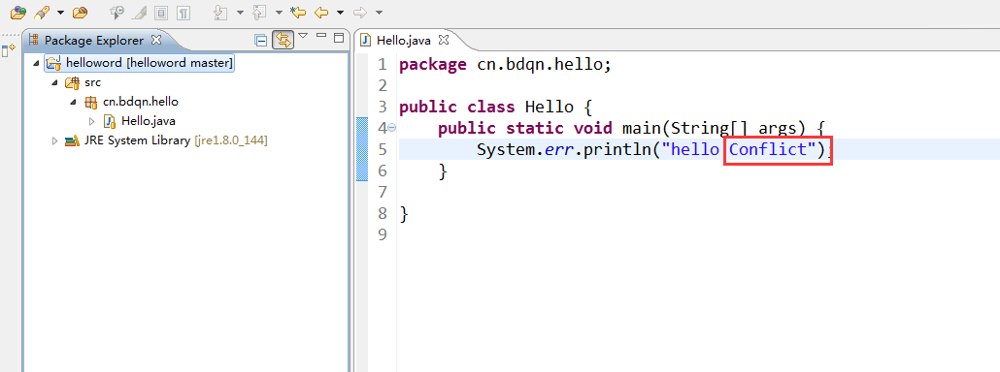 Package Explorer
helloword [helloword master]
src
cn.bdqn.hello
Hello.java
JRE System Library [jre1.8.0_144]
Hello.java
1 package cn.bdqn.hello;
2
3 public class Hello {
4 public static void main(String[] args) {
5 System.err.println("hello Conflict");
6 }
7
8 }
9